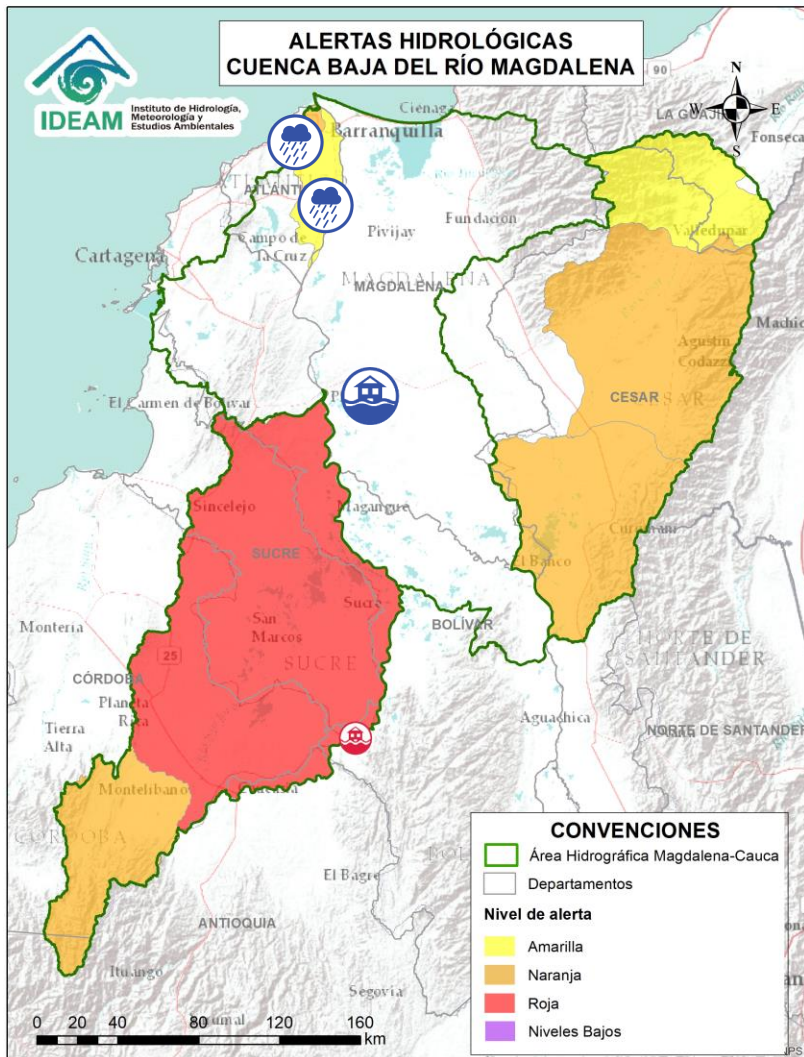 ALERTAS HIDROLÓGICAS
CUENCA BAJA DEL RÍO MAGDALENA
IDEAM
Instituto de Hidrología,
Meteorología y
Estudios Ambientales
N
W
E
S
90
LA GUAJIRA
Fonseca
Ciénaga
Barranquilla
ATLÁNTI
Pivijay
Fundación
Valledupar
Campo de
la Cruz
Cartagena
MAGDALENA
MAGDALENA
Agustín
Codazzi
El Carmen de Bolívar
CESAR
Sincelejo
Magangué
Curumaní
SUCRE
El Banco
Sucre
San
Marcos
BOLÍVAR
Montería
25
SUCRE
NORTE DE
SANTANDER
CÓRDOBA
Planeta
Rica
Tierra
Alta
Aguachica
NORTE DE SANTANDER
Montelíbano
CÓRDOBA
El Bagre
ANTIOQUIA
Ituango
Segovia
CONVENCIONES
Área Hidrográfica Magdalena-Cauca
Departamentos
Nivel de alerta
Amarilla
Naranja
Roja
Niveles Bajos
0 20 40 80 120 160
km